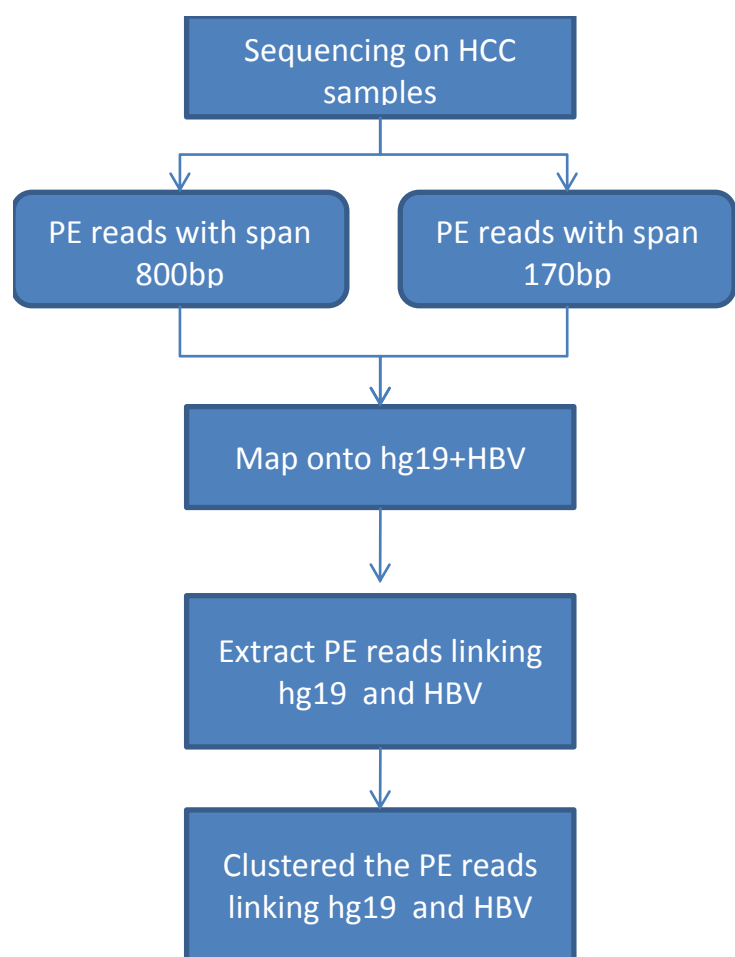 Sequencing on HCC
samples
PE reads with span
800bp
PE reads with span
170bp
Map onto hg19+HBV
Extract PE reads linking
hg19 and HBV
Clustered the PE reads
linking hg19 and HBV